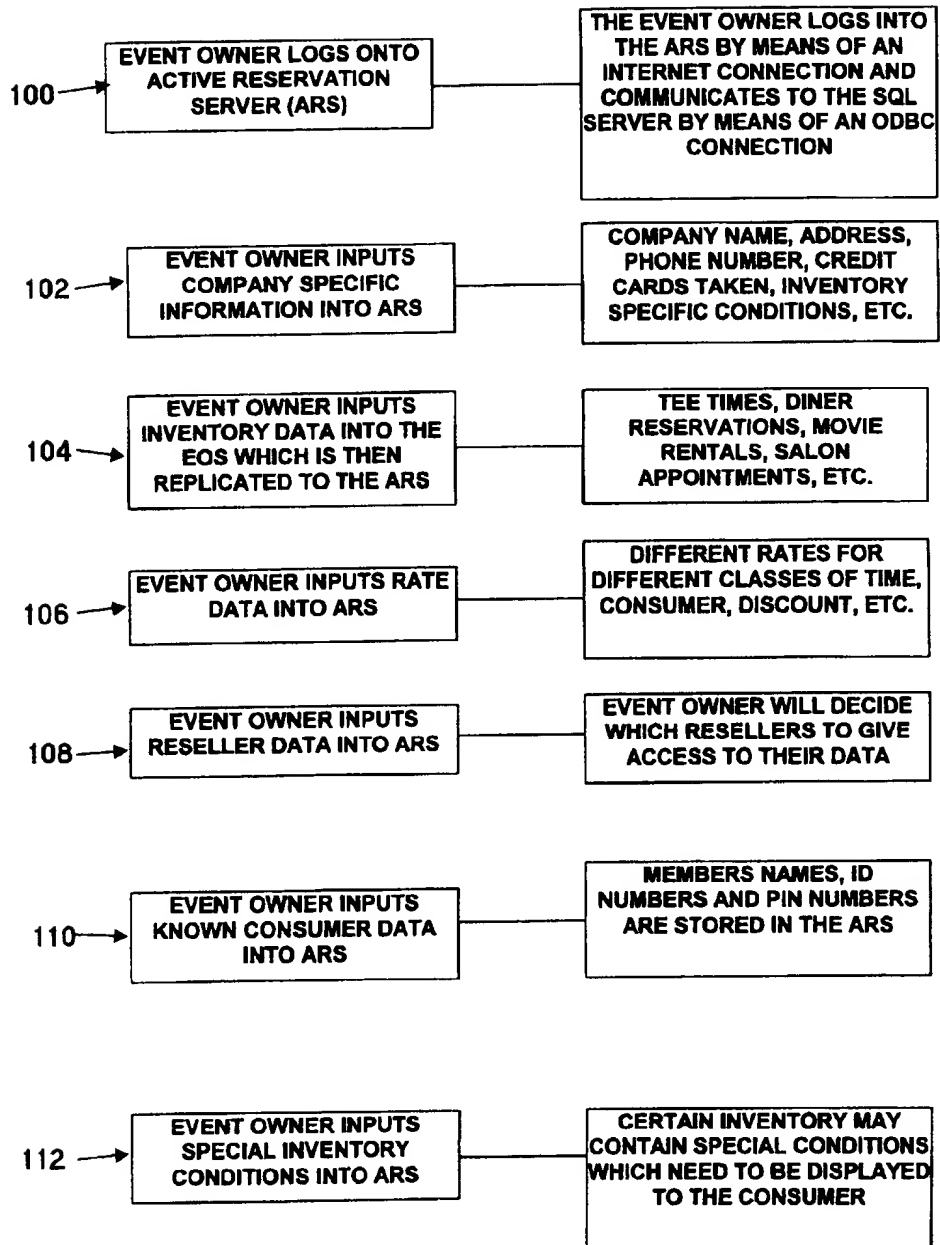 100
EVENT OWNER LOGS ONTO
ACTIVE RESERVATION
SERVER (ARS)
THE EVENT OWNER LOGS INTO
THE ARS BY MEANS OF AN
INTERNET CONNECTION AND
COMMUNICATES TO THE SQL
SERVER BY MEANS OF AN ODBC
CONNECTION
102
EVENT OWNER INPUTS
COMPANY SPECIFIC
INFORMATION INTO ARS
COMPANY NAME, ADDRESS,
PHONE NUMBER, CREDIT
CARDS TAKEN, INVENTORY
SPECIFIC CONDITIONS, ETC.
104
EVENT OWNER INPUTS
INVENTORY DATA INTO THE
EOS WHICH IS THEN
REPLICATED TO THE ARS
TEE TIMES, DINER
RESERVATIONS, MOVIE
RENTALS, SALON
APPOINTMENTS, ETC.
106
EVENT OWNER INPUTS RATE
DATA INTO ARS
DIFFERENT RATES FOR
DIFFERENT CLASSES OF TIME,
CONSUMER, DISCOUNT, ETC.
108
EVENT OWNER INPUTS
RESELLER DATA INTO ARS
EVENT OWNER WILL DECIDE
WHICH RESELLERS TO GIVE
ACCESS TO THEIR DATA
110
EVENT OWNER INPUTS
KNOWN CONSUMER DATA
INTO ARS
MEMBERS NAMES, ID
NUMBERS AND PIN NUMBERS
ARE STORED IN THE ARS
112
EVENT OWNER INPUTS
SPECIAL INVENTORY
CONDITIONS INTO ARS
CERTAIN INVENTORY MAY
CONTAIN SPECIAL CONDITIONS
WHICH NEED TO BE DISPLAYED
TO THE CONSUMER